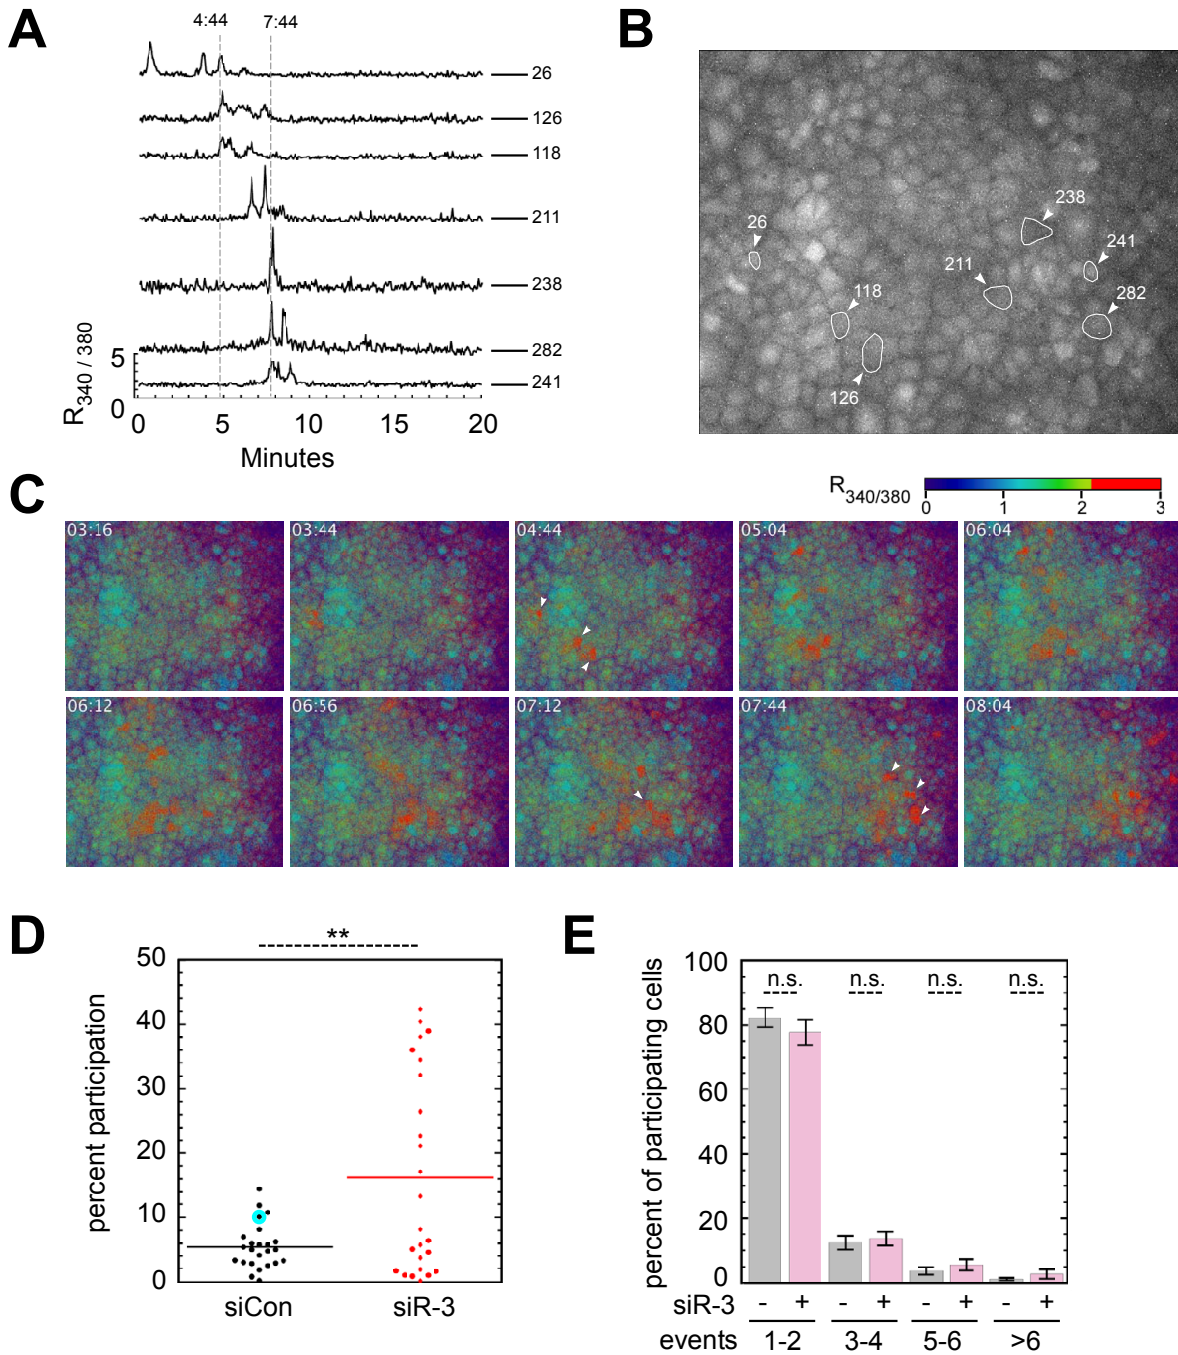 A
4:44 7:44
26
126
118
211
238
282
241
R340 / 380
5
0
0 5 10 15 20
Minutes
B
238
26
241
211
282
118
126
C
R340/380
0 1 2 3
03:16 03:44 04:44 05:04 06:04
06:12 06:56 07:12 07:44 08:04
D
**
percent participation
50
40
30
20
10
0
siCon siR-3
E
percent of participating cells
100
80
60
40
20
0
n.s. n.s. n.s. n.s.
siR-3 - + - + - + - +
events 1-2 3-4 5-6 >6